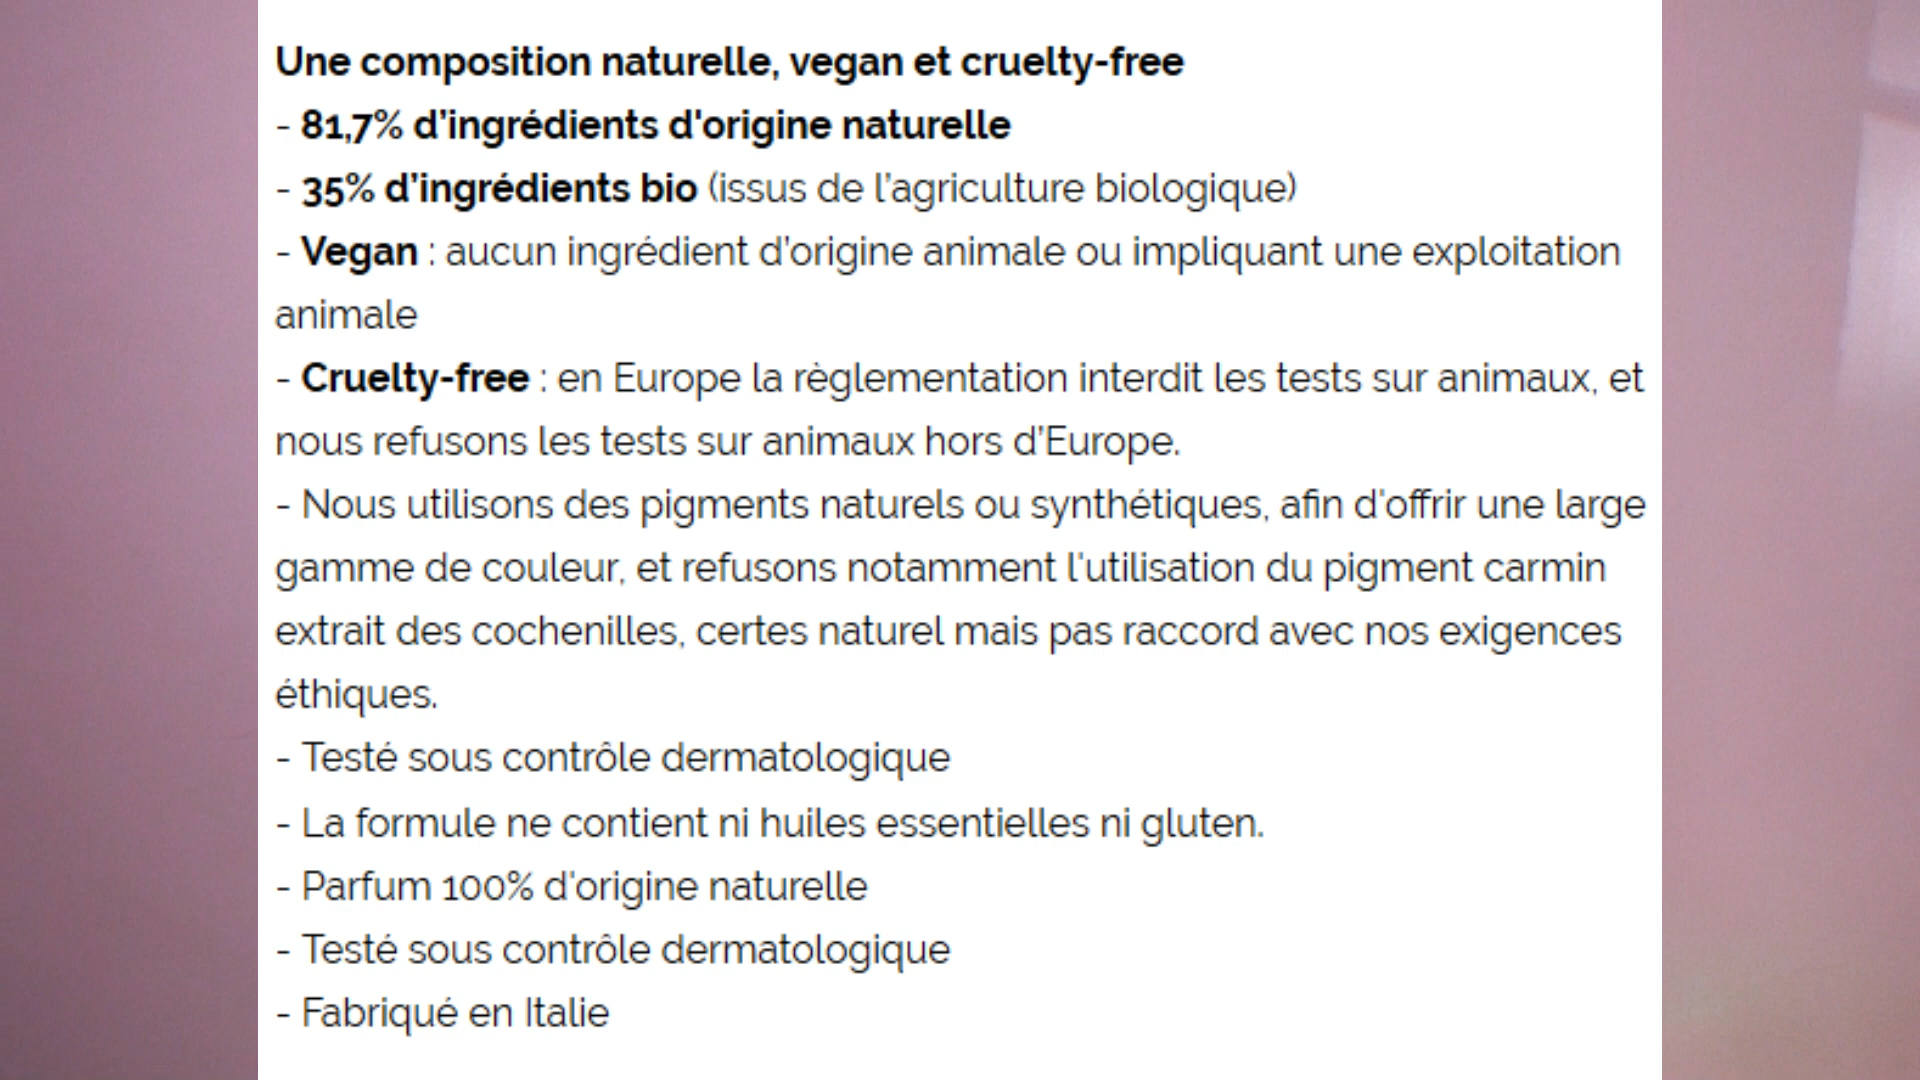 Une composition naturelle, vegan et cruelty-free
- 81,7% d’ingrédients d'origine naturelle
- 35% d’ingrédients bio (issus de l’agriculture biologique)
- Vegan : aucun ingrédient d’origine animale ou impliquant une exploitation
animale
- Cruelty-free : en Europe la règlementation interdit les tests sur animaux, et
nous refusons les tests sur animaux hors d’Europe.
- Nous utilisons des pigments naturels ou synthétiques, afin d'offrir une large
gamme de couleur, et refusons notamment l'utilisation du pigment carmin
extrait des cochenilles, certes naturel mais pas raccord avec nos exigences
éthiques.
- Testé sous contrôle dermatologique
- La formule ne contient ni huiles essentielles ni gluten.
- Parfum 100% d'origine naturelle
- Testé sous contrôle dermatologique
- Fabriqué en Italie